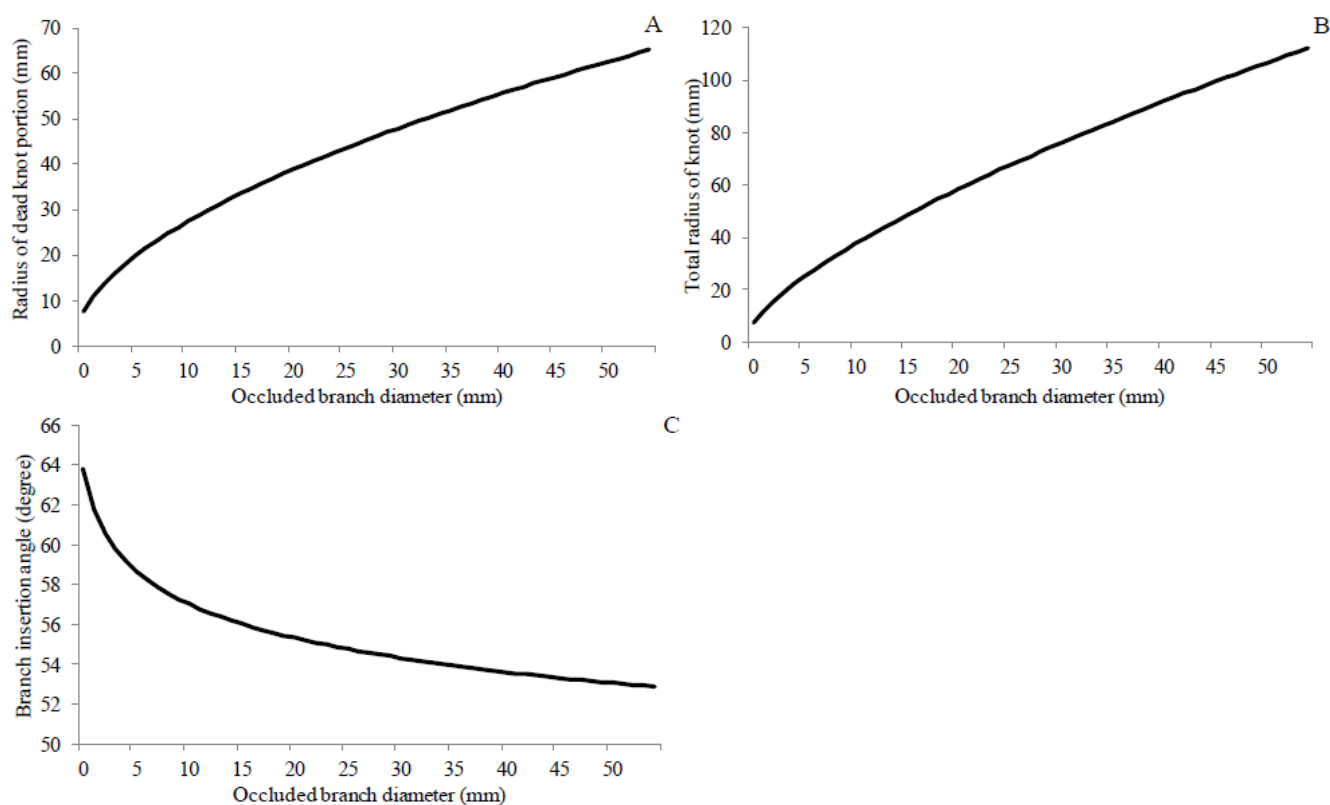 A
Radius of dead knot portion (mm)
70
60
50
40
30
20
10
0
0 5 10 15 20 25 30 35 40 45 50
Occluded branch diameter (mm)
B
Total radius of knot (mm)
120
100
80
60
40
20
0
0 5 10 15 20 25 30 35 40 45 50
Occluded branch diameter (mm)
C
Branch insertion angle (degree)
66
64
62
60
58
56
54
52
50
0 5 10 15 20 25 30 35 40 45 50
Occluded branch diameter (mm)